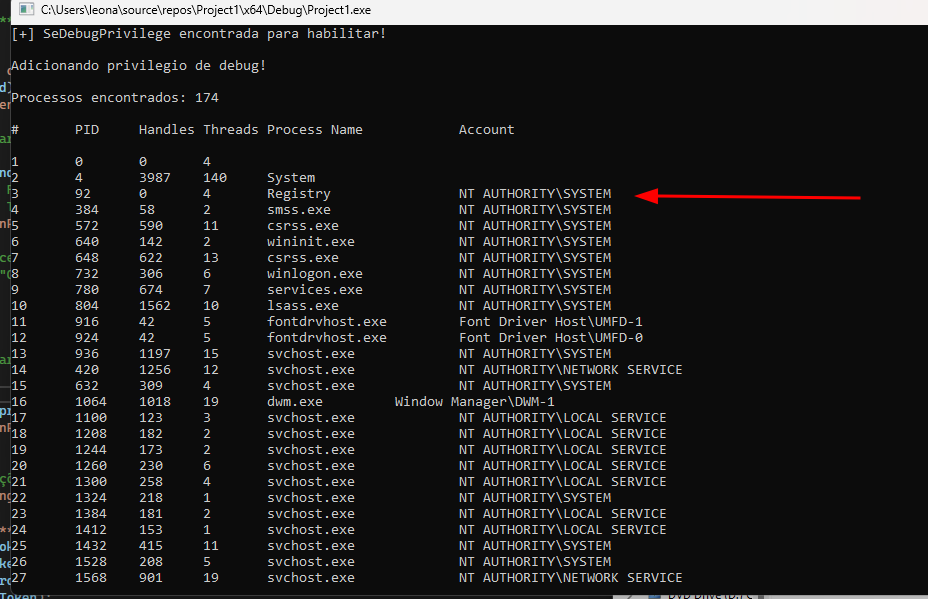 C:\Users\leona\source\repos\Project1\x64\Debug\Project1.exe
[+] SeDebugPrivilege encontrada para habilitar!
Adicionando privilegio de debug!
Processos encontrados: 174
# PID Handles Threads Process Name Account
1 0 0 4
2 4 3987 140 System
3 92 0 4 Registry NT AUTHORITY\SYSTEM
4 384 58 2 smss.exe NT AUTHORITY\SYSTEM
5 572 590 11 csrss.exe NT AUTHORITY\SYSTEM
6 640 142 2 wininit.exe NT AUTHORITY\SYSTEM
7 648 622 13 csrss.exe NT AUTHORITY\SYSTEM
8 732 306 6 winlogon.exe NT AUTHORITY\SYSTEM
9 780 674 7 services.exe NT AUTHORITY\SYSTEM
10 804 1562 10 lsass.exe NT AUTHORITY\SYSTEM
11 916 42 5 fontdrvhost.exe Font Driver Host\UMFD-1
12 924 42 5 fontdrvhost.exe Font Driver Host\UMFD-0
13 936 1197 15 svchost.exe NT AUTHORITY\SYSTEM
14 420 1256 12 svchost.exe NT AUTHORITY\NETWORK SERVICE
15 632 309 4 svchost.exe NT AUTHORITY\SYSTEM
16 1064 1018 19 dwm.exe Window Manager\DWM-1
17 1100 123 3 svchost.exe NT AUTHORITY\LOCAL SERVICE
18 1208 182 2 svchost.exe NT AUTHORITY\LOCAL SERVICE
19 1244 173 2 svchost.exe NT AUTHORITY\LOCAL SERVICE
20 1260 230 6 svchost.exe NT AUTHORITY\LOCAL SERVICE
21 1300 258 4 svchost.exe NT AUTHORITY\LOCAL SERVICE
22 1324 218 1 svchost.exe NT AUTHORITY\SYSTEM
23 1384 181 2 svchost.exe NT AUTHORITY\LOCAL SERVICE
24 1412 153 1 svchost.exe NT AUTHORITY\LOCAL SERVICE
25 1432 415 11 svchost.exe NT AUTHORITY\SYSTEM
26 1528 208 5 svchost.exe NT AUTHORITY\SYSTEM
27 1568 901 19 svchost.exe NT AUTHORITY\NETWORK SERVICE